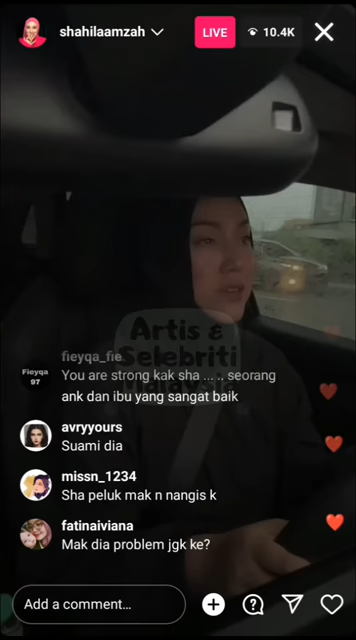 shahilaamzah
LIVE
10.4K
Artis &
Selebriti
Malaysia
fieyqa_fie
Fieyqa
97
You are strong kak sha ... .. seorang
ank dan ibu yang sangat baik
avryyours
Suami dia
missn_1234
Sha peluk mak n nangis k
fatinaiviana
Mak dia problem jgk ke?
Add a comment...